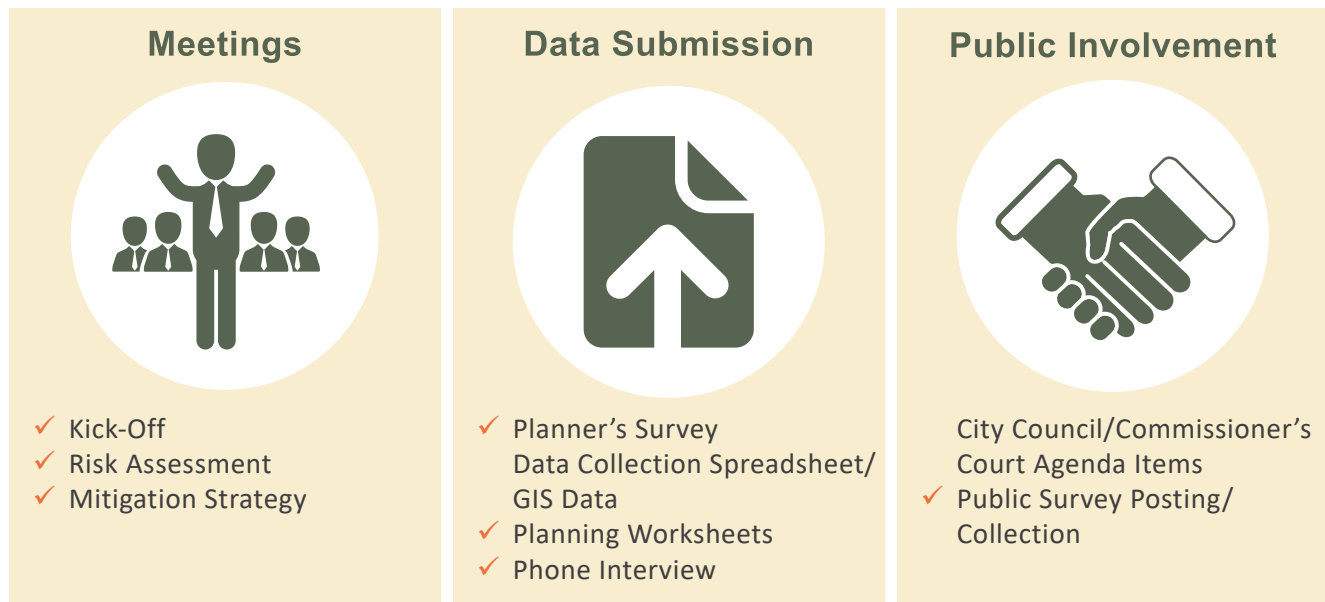 Meetings
✓ Kick-Off
✓ Risk Assessment
✓ Mitigation Strategy
Data Submission
✓ Planner’s Survey
Data Collection Spreadsheet/
GIS Data
✓ Planning Worksheets
✓ Phone Interview
Public Involvement
City Council/Commissioner’s
Court Agenda Items
✓ Public Survey Posting/
Collection